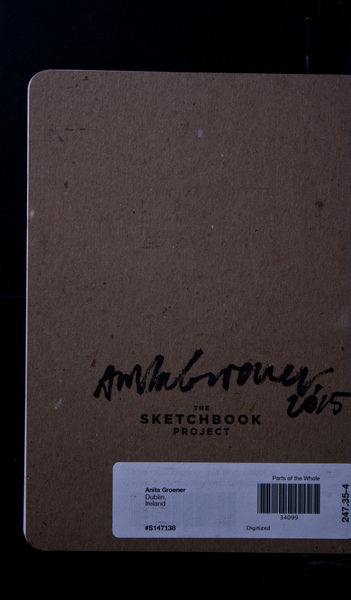 Anita Groener
2015
THE
SKETCHBOOK
PROJECT
Parts of the Whole
Anita Groener
Dublin,
Ireland
34099
#S147138
Digitized
247.35-4